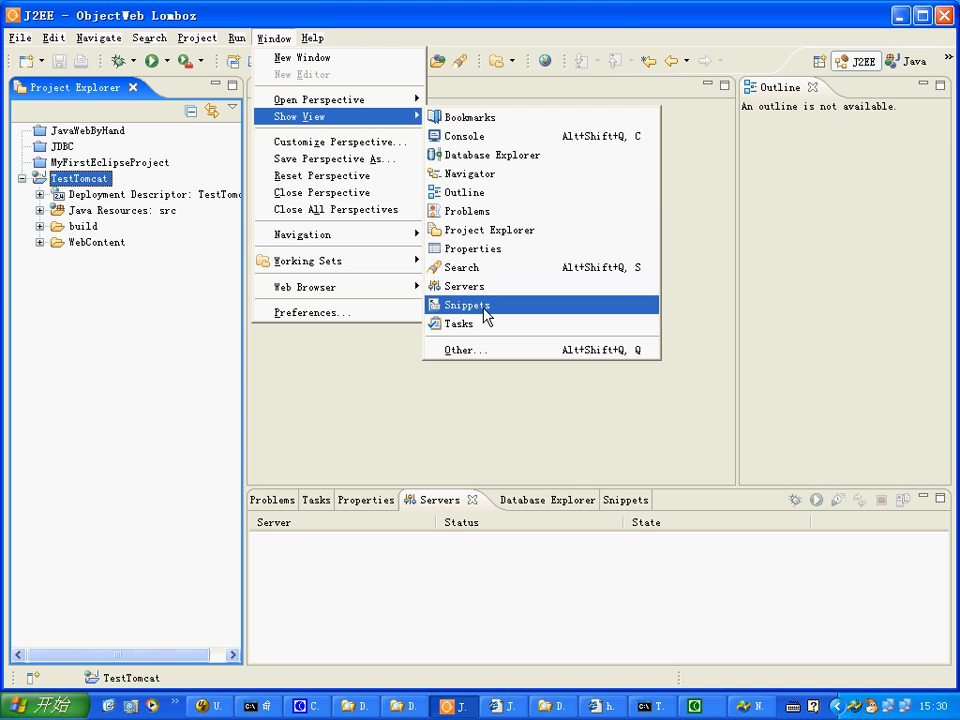 J2EE - ObjectWeb Lomboz
File Edit Navigate Search Project Run Window Help
J2EE
Java
Project Explorer
JavaWebByHand
JDBC
MyFirstEclipseProject
TestTomcat
Deployment Descriptor: TestTomc
Java Resources: src
build
WebContent
New Window
New Editor
Open Perspective
Show View
Customize Perspective...
Save Perspective As...
Reset Perspective
Close Perspective
Close All Perspectives
Navigation
Working Sets
Web Browser
Preferences...
Bookmarks
Console Alt+Shift+Q, C
Database Explorer
Navigator
Outline
Problems
Project Explorer
Properties
Search Alt+Shift+Q, S
Servers
Snippets
Tasks
Other... Alt+Shift+Q, Q
Outline
An outline is not available.
Problems Tasks Properties Servers Database Explorer Snippets
Server Status State
TestTomcat
开始 U. C. D. D. J. J. D. h. T. N. 15:30